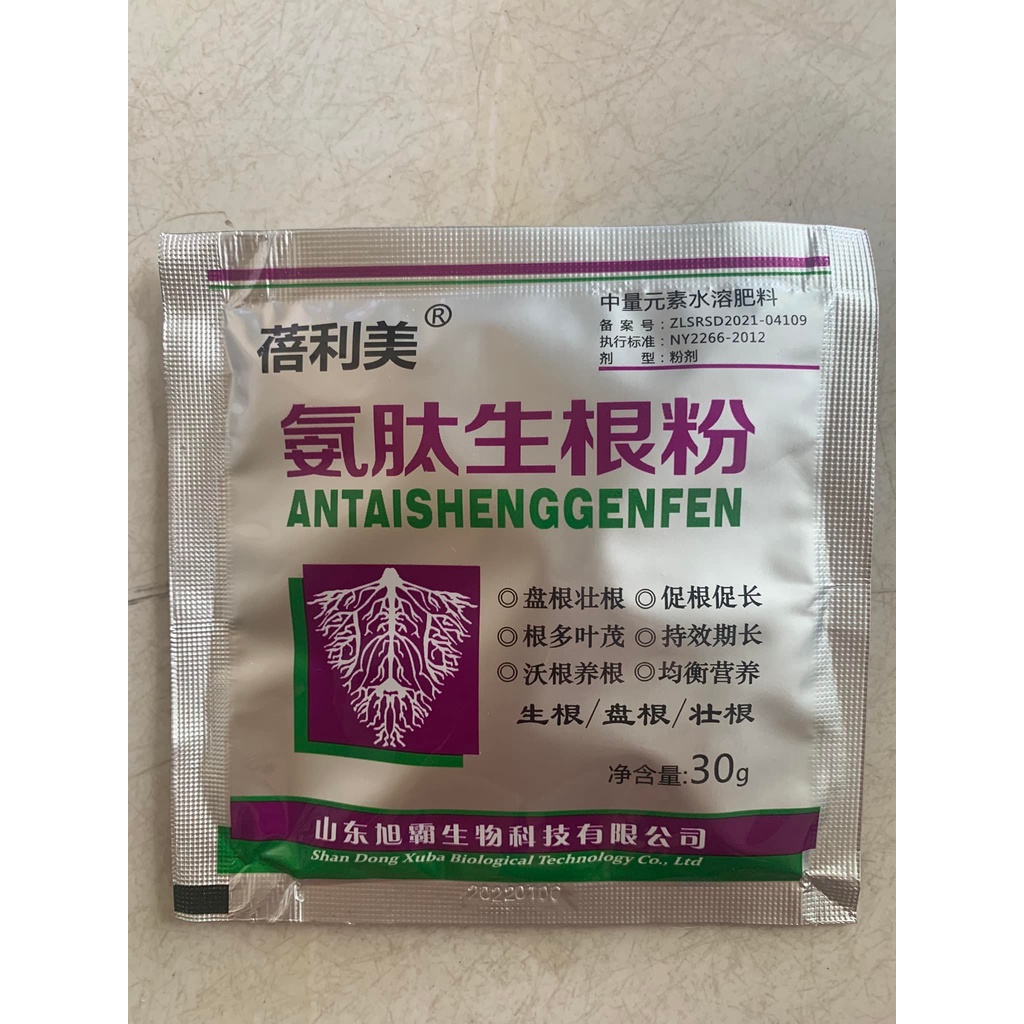 蓓利美®
中量元素水溶肥料
备案号：ZLSRSD2021-04109
执行标准：NY2266-2012
剂型：粉剂
氨肽生根粉
ANTAISHENGGENFEN
◎盘根壮根 ◎促根促长
◎根多叶茂 ◎持效期长
◎沃根养根 ◎均衡营养
生根/盘根/壮根
净含量:30g
山东旭霸生物科技有限公司
Shan Dong Xuba Biological Technology Co., Ltd